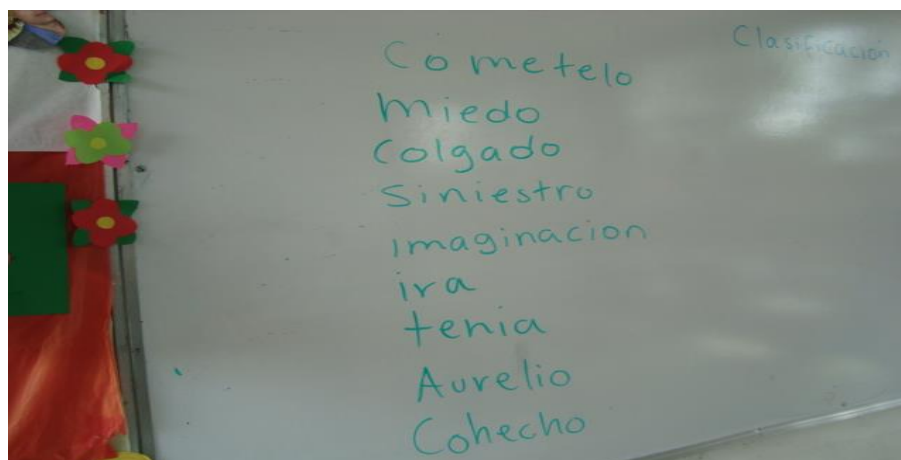 Clasificación
Cometelo
miedo
Colgado
Siniestro
imaginacion
ira
tenia
Aurelio
Cohecho